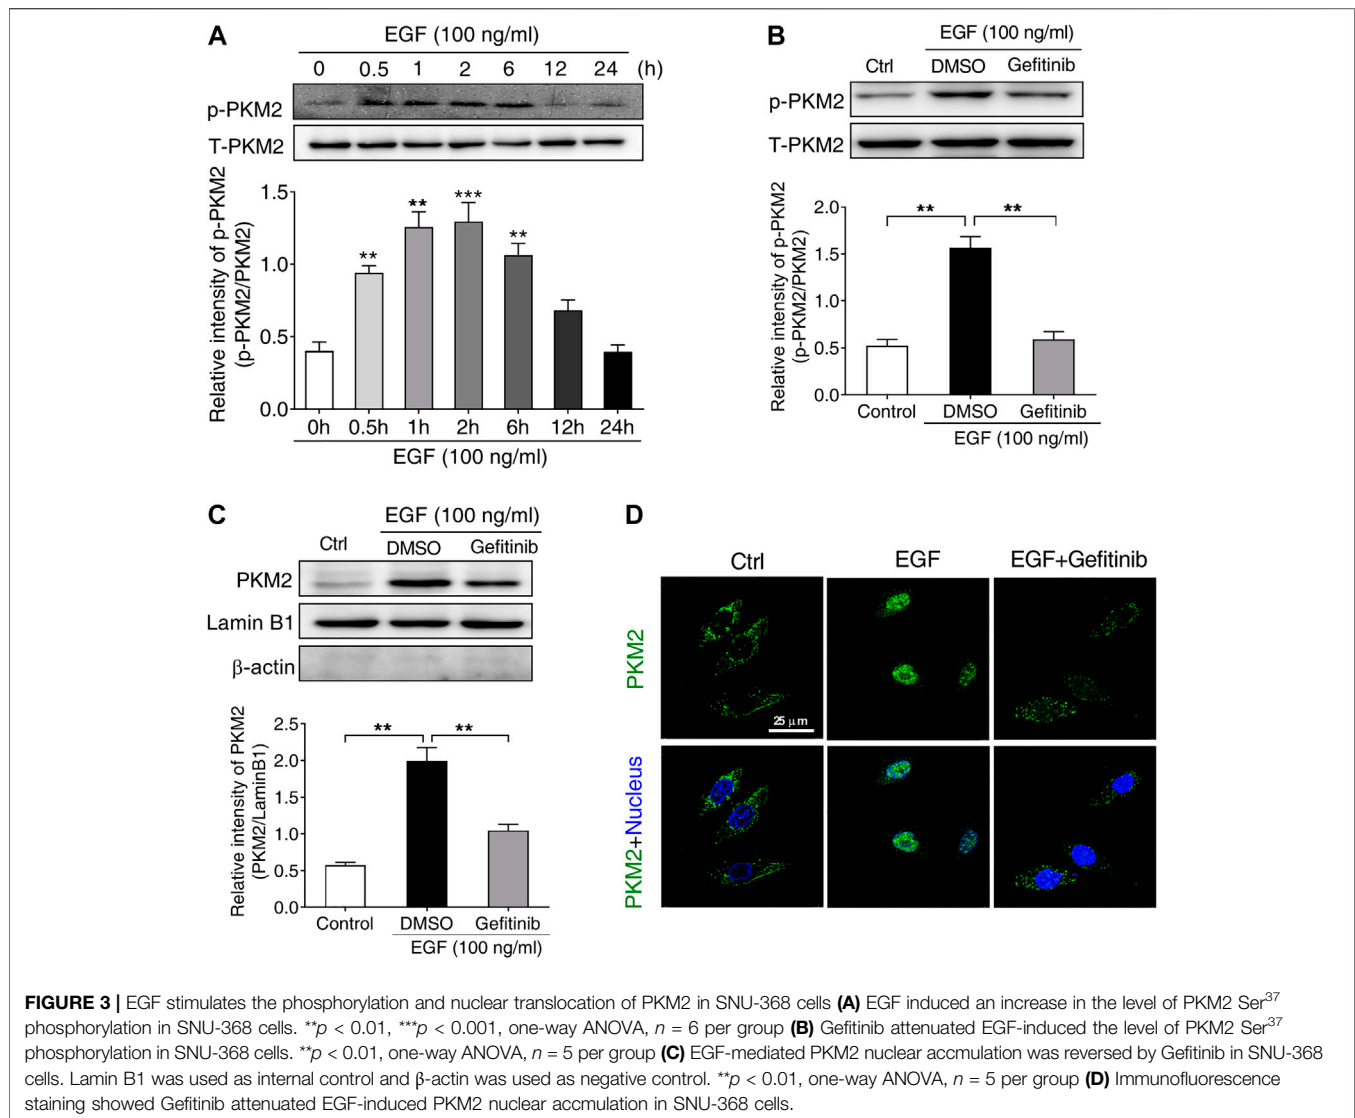 A
EGF (100 ng/ml)
0 0.5 1 2 6 12 24 (h)
p-PKM2
T-PKM2
Relative intensity of p-PKM2
(p-PKM2/PKM2)
1.5
1.0
0.5
0.0
** ** *** **
0h 0.5h 1h 2h 6h 12h 24h
EGF (100 ng/ml)
B
EGF (100 ng/ml)
Ctrl DMSO Gefitinib
p-PKM2
T-PKM2
Relative intensity of p-PKM2
(p-PKM2/PKM2)
2.0
1.5
1.0
0.5
0.0
** **
Control DMSO Gefitinib
EGF (100 ng/ml)
C
EGF (100 ng/ml)
Ctrl DMSO Gefitinib
PKM2
Lamin B1
β-actin
Relative intensity of PKM2
(PKM2/LaminB1)
2.5
2.0
1.5
1.0
0.5
0.0
** **
Control DMSO Gefitinib
EGF (100 ng/ml)
D
Ctrl EGF EGF+Gefitinib
PKM2
25 µm
PKM2+Nucleus
FIGURE 3 | EGF stimulates the phosphorylation and nuclear translocation of PKM2 in SNU-368 cells (A) EGF induced an increase in the level of PKM2 Ser³⁷
phosphorylation in SNU-368 cells. **p < 0.01, ***p < 0.001, one-way ANOVA, n = 6 per group (B) Gefitinib attenuated EGF-induced the level of PKM2 Ser³⁷
phosphorylation in SNU-368 cells. **p < 0.01, one-way ANOVA, n = 5 per group (C) EGF-mediated PKM2 nuclear accmulation was reversed by Gefitinib in SNU-368
cells. Lamin B1 was used as internal control and β-actin was used as negative control. **p < 0.01, one-way ANOVA, n = 5 per group (D) Immunofluorescence
staining showed Gefitinib attenuated EGF-induced PKM2 nuclear accmulation in SNU-368 cells.